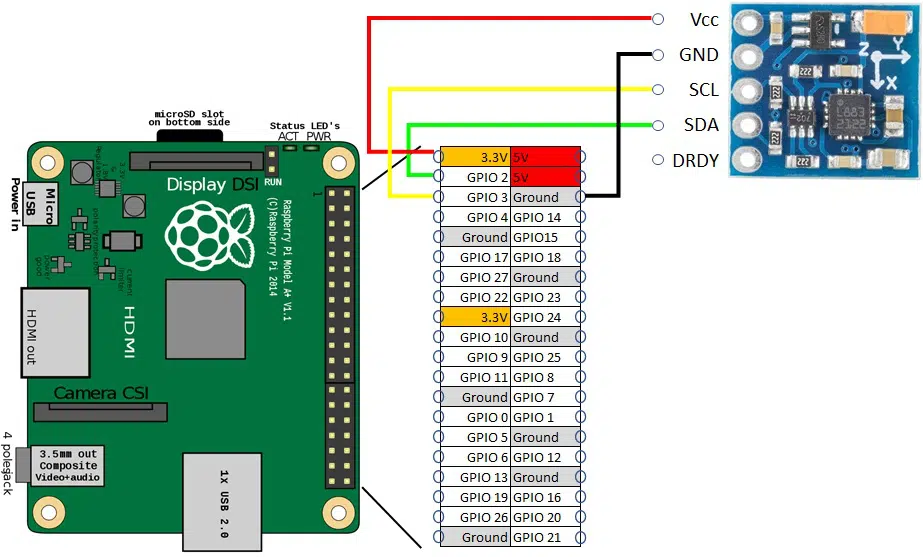 microSD slot
on bottom side
Status LED's
ACT PWR
RUN
Display DSI
Micro
USB
Power in
1
Raspberry Pi Model A+ V1.1
(C)Raspberry Pi 2014
HDMI out
HDMI
Camera CSI
4 polejack
3.5mm out
Composite
Video+audio
1X USB 2.0
3.3V 5V
GPIO 2 5V
GPIO 3 Ground
GPIO 4 GPIO 14
Ground GPIO15
GPIO 17 GPIO 18
GPIO 27 Ground
GPIO 22 GPIO 23
3.3V GPIO 24
GPIO 10 Ground
GPIO 9 GPIO 25
GPIO 11 GPIO 8
Ground GPIO 7
GPIO 0 GPIO 1
GPIO 5 Ground
GPIO 6 GPIO 12
GPIO 13 Ground
GPIO 19 GPIO 16
GPIO 26 GPIO 20
Ground GPIO 21
Vcc
GND
SCL
SDA
DRDY
Z
Y
X
222
222
222
222
L883